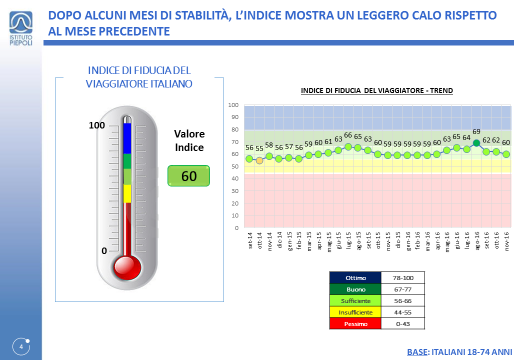 DOPO ALCUNI MESI DI STABILITÀ, L'INDICE MOSTRA UN LEGGERO CALO RISPETTO
AL MESE PRECEDENTE
ISTITUTO
PIEPOLI
INDICE DI FIDUCIA DEL
VIAGGIATORE ITALIANO
100
0
Valore
Indice
60
INDICE DI FIDUCIA DEL VIAGGIATORE - TREND
100
90
80
70
60
50
40
30
20
10
0
56 55 58 56 57 56 59 60 61 63 66 65 63 60 59 59 59 59 59 60 63 65 64 69 62 62 60
set-14 ott-14 nov-14 dic-14 gen-15 feb-15 mar-15 apr-15 mag-15 giu-15 lug-15 ago-15 set-15 ott-15 nov-15 dic-15 gen-16 feb-16 mar-16 apr-16 mag-16 giu-16 lug-16 ago-16 set-16 ott-16 nov-16
Ottimo 78-100
Buono 67-77
Sufficiente 56-66
Insufficiente 44-55
Pessimo 0-43
4
BASE: ITALIANI 18-74 ANNI